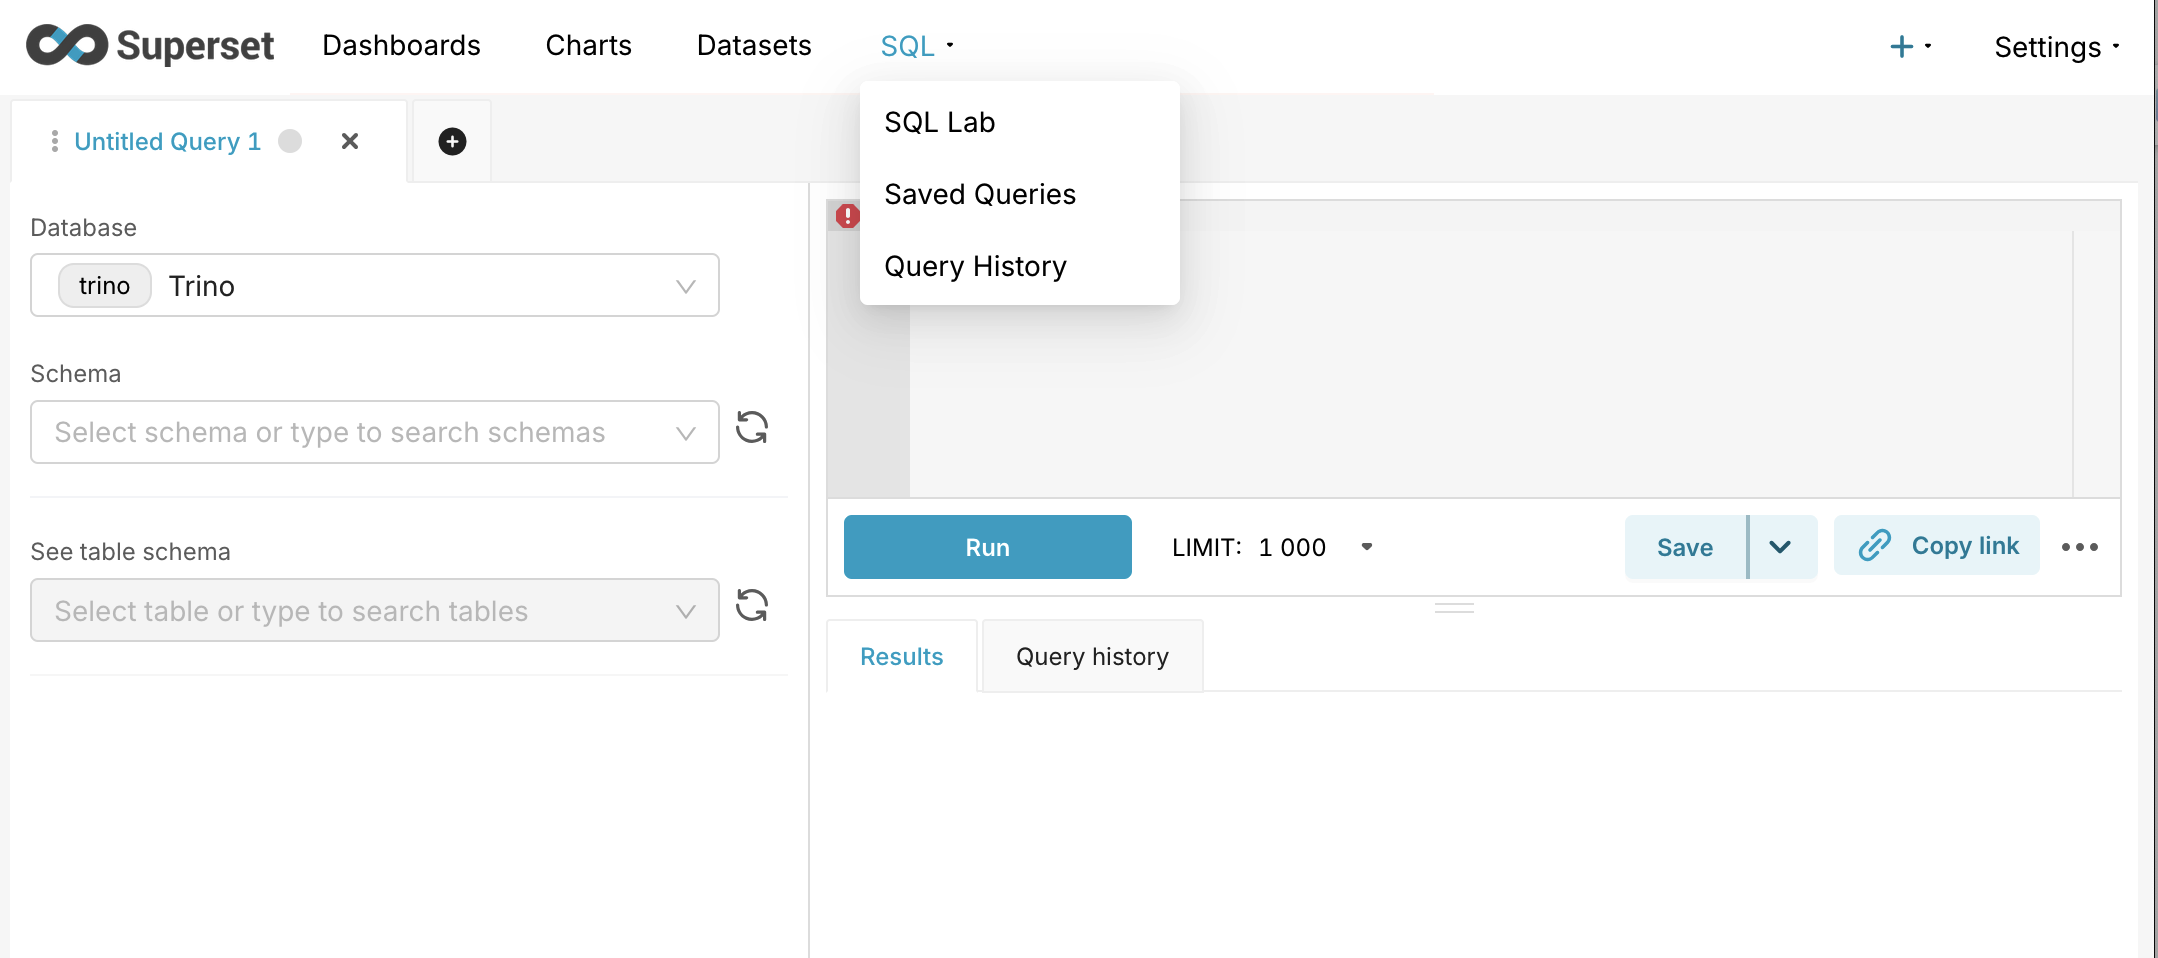 Superset Dashboards Charts Datasets SQL + Settings
Untitled Query 1
SQL Lab
Saved Queries
Query History
Database
trino Trino
Schema
Select schema or type to search schemas
See table schema
Select table or type to search tables
Run LIMIT: 1 000 Save Copy link
Results Query history